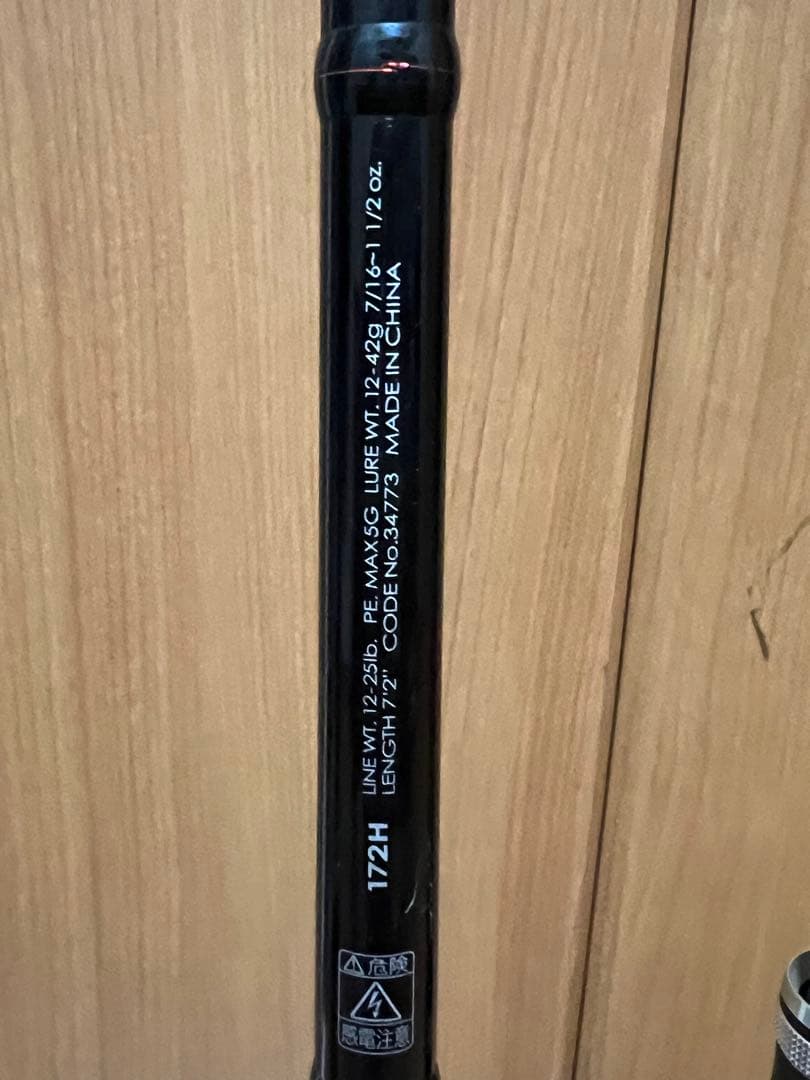 LINE WT. 12-25lb. PE. MAX5G LURE WT. 12-42g 7/16~1 1/2 oz.
LENGTH 7'2" CODE No.34773 MADE IN CHINA
172H
⚠危険
感電注意